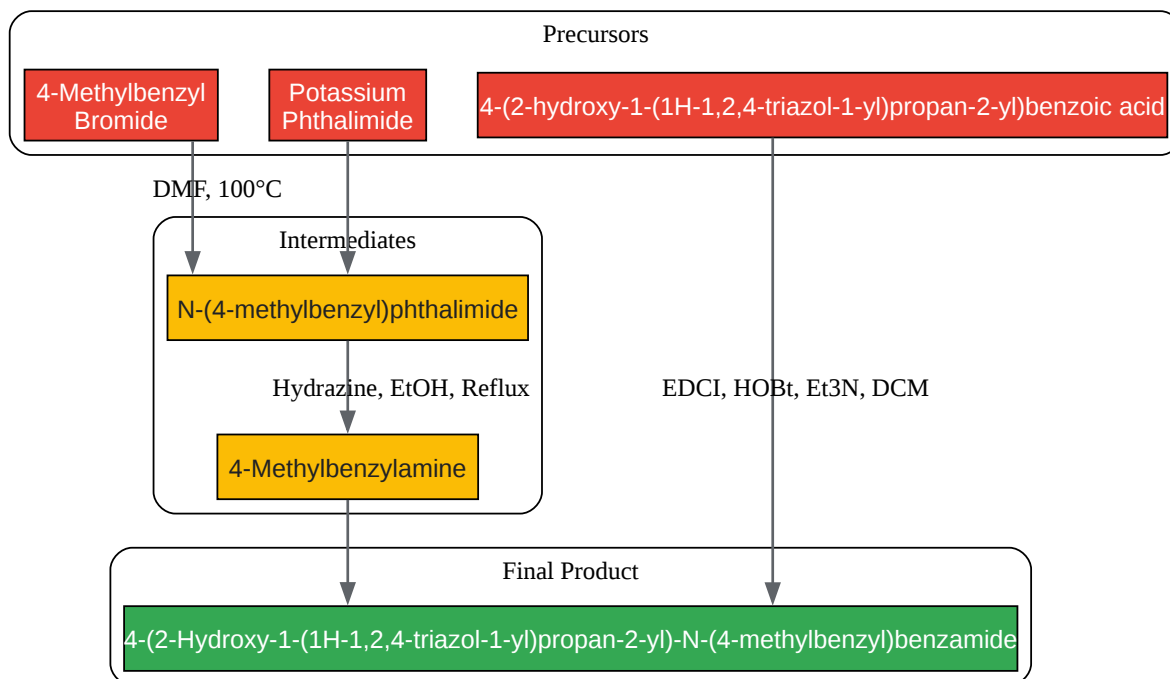 Precursors
4-Methylbenzyl
Bromide
Potassium
Phthalimide
4-(2-hydroxy-1-(1H-1,2,4-triazol-1-yl)propan-2-yl)benzoic acid
DMF, 100°C
Intermediates
N-(4-methylbenzyl)phthalimide
Hydrazine, EtOH, Reflux
EDCI, HOBt, Et3N, DCM
4-Methylbenzylamine
Final Product
4-(2-Hydroxy-1-(1H-1,2,4-triazol-1-yl)propan-2-yl)-N-(4-methylbenzyl)benzamide